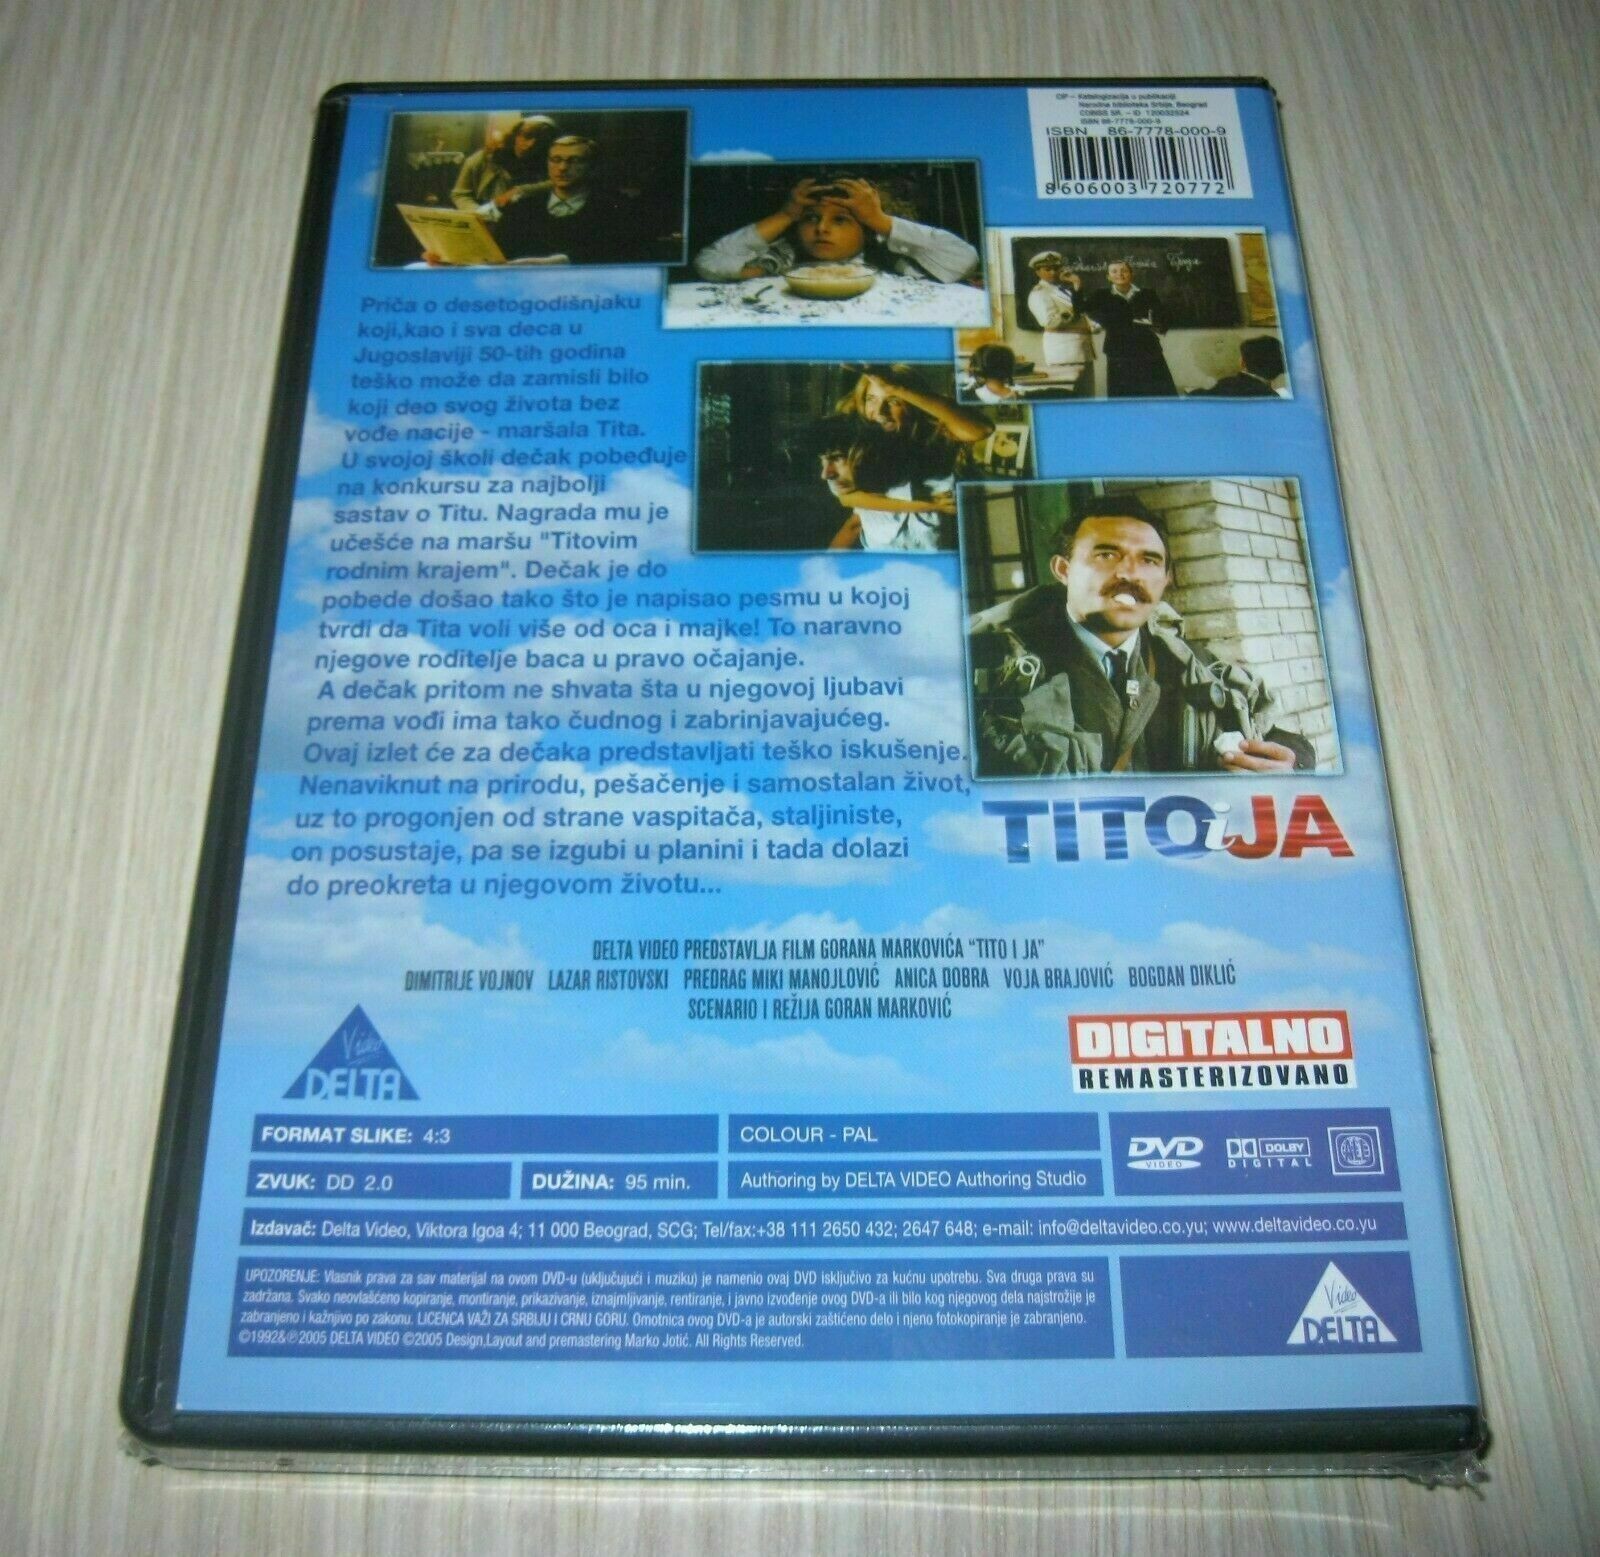 CIP – Katalogizacija u publikaciji
Narodna biblioteka Srbije, Beograd
COBISS SR. – ID 120032524
ISBN 86-7778-000-9
ISBN 86-7778-000-9
8606003 720772
Priča o desetogodišnjaku
koji,kao i sva deca u
Jugoslaviji 50-tih godina
teško može da zamisli bilo
koji deo svog života bez
vođe nacije - maršala Tita.
U svojoj školi dečak pobeđuje
na konkursu za najbolji
sastav o Titu. Nagrada mu je
učešće na maršu "Titovim
rodnim krajem". Dečak je do
pobede došao tako što je napisao pesmu u kojoj
tvrdi da Tita voli više od oca i majke! To naravno
njegove roditelje baca u pravo očajanje.
A dečak pritom ne shvata šta u njegovoj ljubavi
prema vođi ima tako čudnog i zabrinjavajućeg.
Ovaj izlet će za dečaka predstavljati teško iskušenje.
Nenaviknut na prirodu, pešačenje i samostalan život,
uz to progonjen od strane vaspitača, staljiniste,
on posustaje, pa se izgubi u planini i tada dolazi
do preokreta u njegovom životu...
TITO i JA
DELTA VIDEO PREDSTAVLJA FILM GORANA MARKOVIĆA "TITO I JA"
DIMITRIJE VOJNOV LAZAR RISTOVSKI PREDRAG MIKI MANOJLOVIĆ ANICA DOBRA VOJA BRAJOVIĆ BOGDAN DIKLIĆ
SCENARIO I REŽIJA GORAN MARKOVIĆ
Video
DELTA
DIGITALNO
REMASTERIZOVANO
FORMAT SLIKE: 4:3
COLOUR - PAL
ZVUK: DD 2.0
DUŽINA: 95 min.
Authoring by DELTA VIDEO Authoring Studio
DVD
VIDEO
DOLBY
DIGITAL
Izdavač: Delta Video, Viktora Igoa 4; 11 000 Beograd, SCG; Tel/fax:+38 111 2650 432; 2647 648; e-mail: info@deltavideo.co.yu; www.deltavideo.co.yu
UPOZORENJE: Vlasnik prava za sav materijal na ovom DVD-u (uključujući i muziku) je namenio ovaj DVD isključivo za kućnu upotrebu. Sva druga prava su
zadržana. Svako neovlašćeno kopiranje, montiranje, prikazivanje, iznajmljivanje, rentiranje, i javno izvođenje ovog DVD-a ili bilo kog njegovog dela najstrožije je
zabranjeno i kažnjivo po zakonu. LICENCA VAŽI ZA SRBIJU I CRNU GORU. Omotnica ovog DVD-a je autorski zaštićeno delo i njeno fotokopiranje je zabranjeno.
©1992&℗2005 DELTA VIDEO ©2005 Design,Layout and premastering Marko Jotić. All Rights Reserved.
Video
DELTA